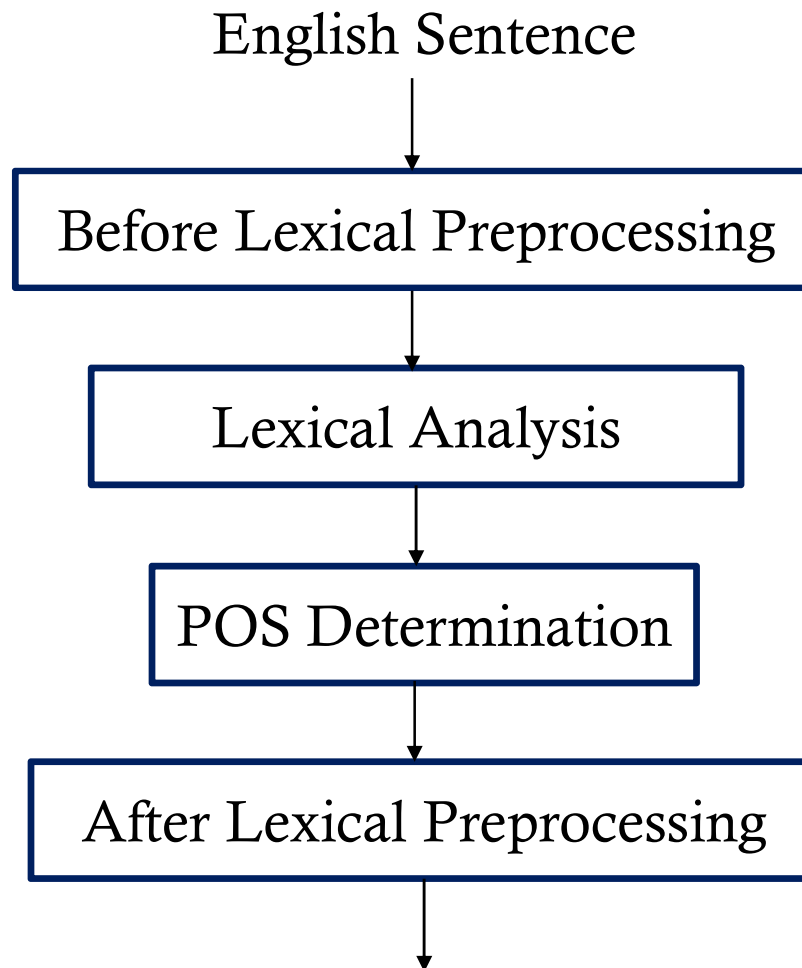 English Sentence
Before Lexical Preprocessing
Lexical Analysis
POS Determination
After Lexical Preprocessing